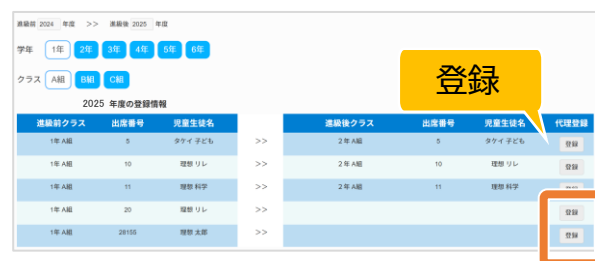 進級前 2024 年度 >> 進級後 2025 年度
学年 1年 2年 3年 4年 5年 6年
クラス A組 B組 C組
登録
2025 年度の登録情報
進級前クラス 出席番号 児童生徒名 進級後クラス 出席番号 児童生徒名 代理登録
1年 A組 5 タケイ 子ども >> 2年 A組 5 タケイ 子ども 登録
1年 A組 10 理想 リレ >> 2年 A組 10 理想 リレ 登録
1年 A組 11 理想 科学 >> 2年 A組 11 理想 科学
1年 A組 20 理想 リレ >> 登録
1年 A組 28155 理想 太郎 >> 登録